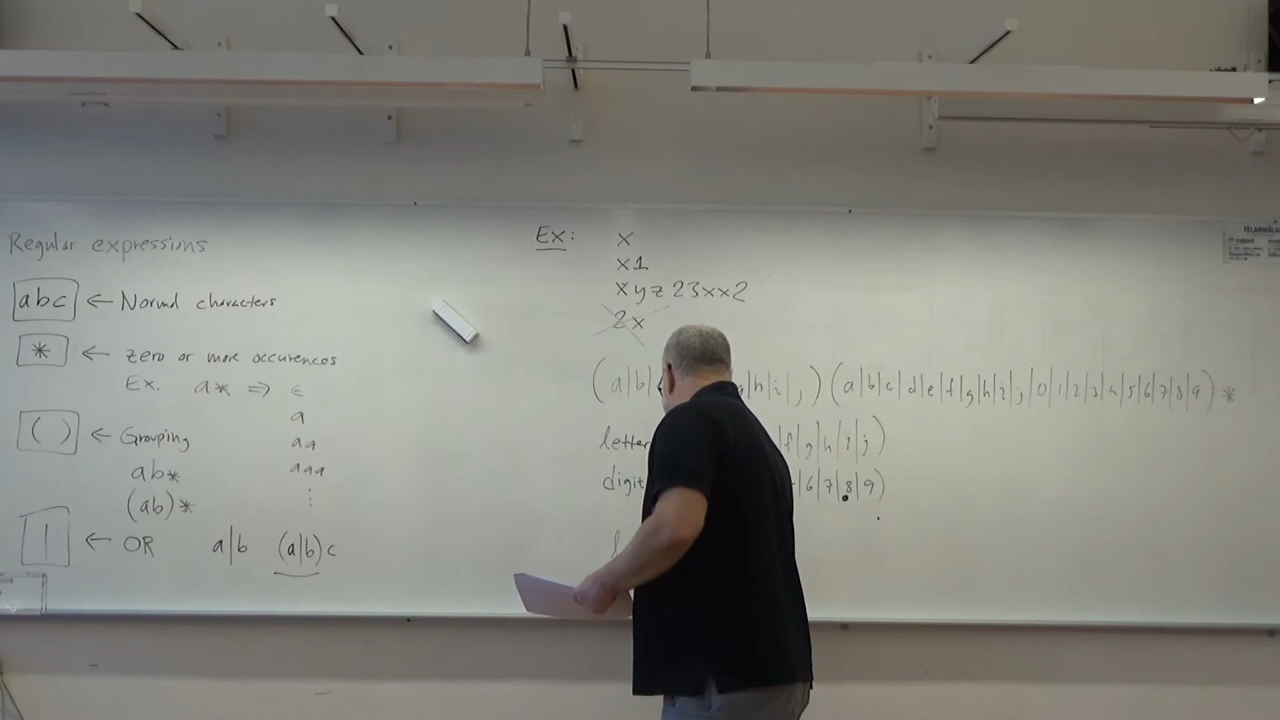 Regular expressions
abc ← Normal characters
* ← zero or more occurences
Ex. a* ⇒ ε
a
aa
aaa
⋮
( ) ← Grouping
ab*
(ab)*
| ← OR a|b (a|b)c
Ex: x
x1
xyz23xx2
2x
(a|b| g|h|i|j) (a|b|c|d|e|f|g|h|i|j|0|1|2|3|4|5|6|7|8|9)*
letter |f|g|h|i|j)
digit |6|7|8|9)
FELANMÄLA